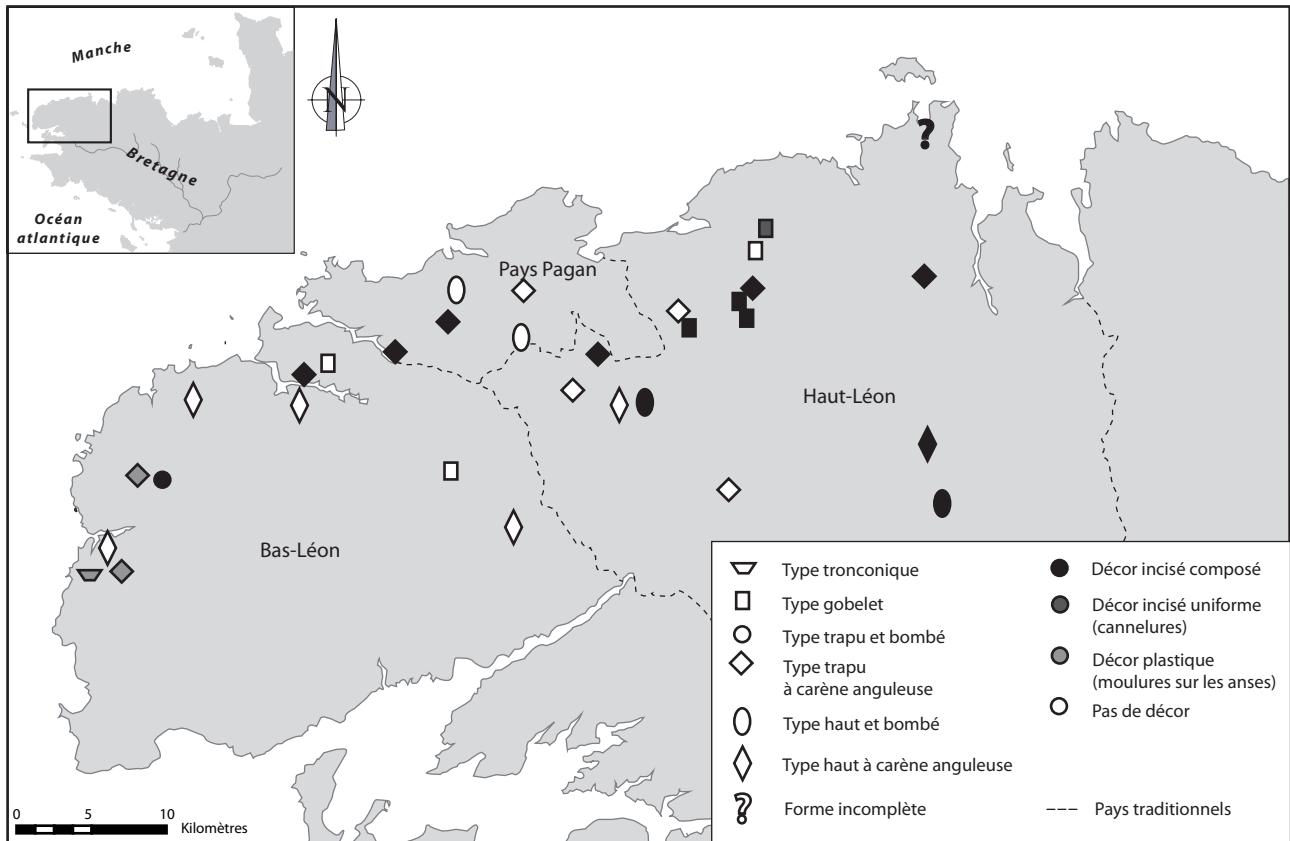 Manche
Bretagne
Océan
atlantique
N
?
Pays Pagan
Haut-Léon
Bas-Léon
Type tronconique
Type gobelet
Type trapu et bombé
Type trapu
à carène anguleuse
Type haut et bombé
Type haut à carène anguleuse
? Forme incomplète
Décor incisé composé
Décor incisé uniforme
(cannelures)
Décor plastique
(moulures sur les anses)
Pas de décor
Pays traditionnels
0 5 10
Kilomètres